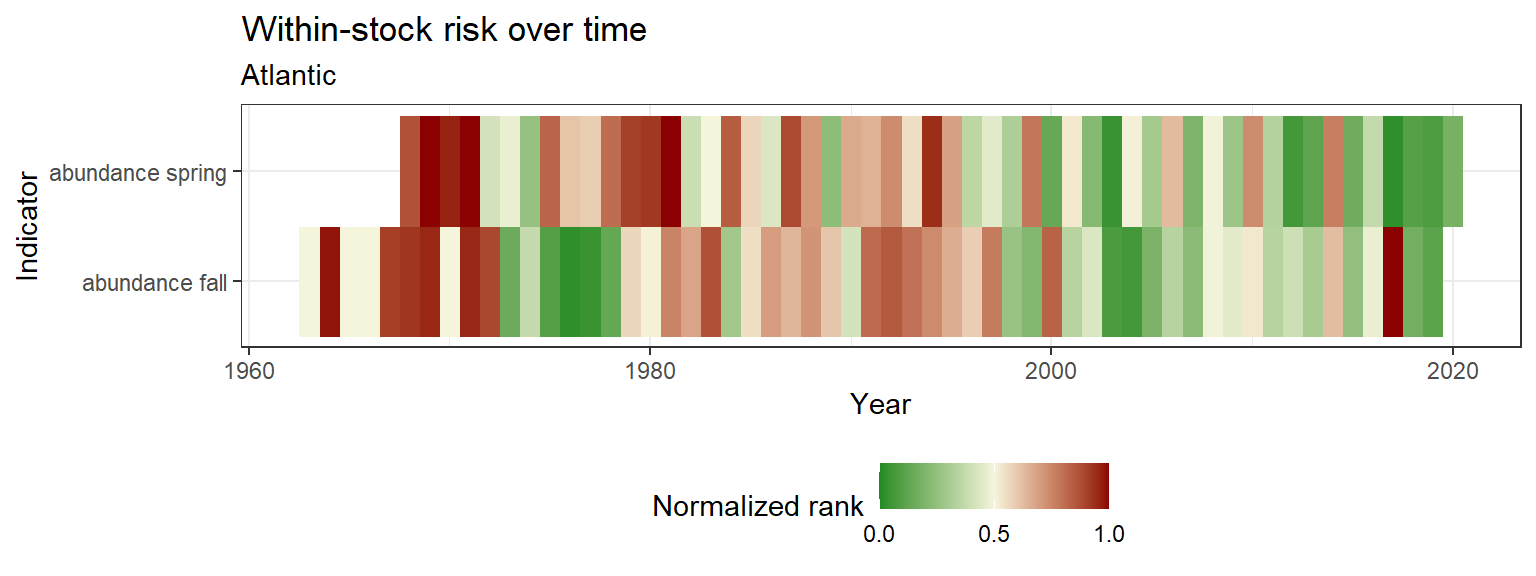 Within-stock risk over time
Atlantic
Indicator
abundance spring
abundance fall
1960 1980 2000 2020
Year
Normalized rank
0.0 0.5 1.0